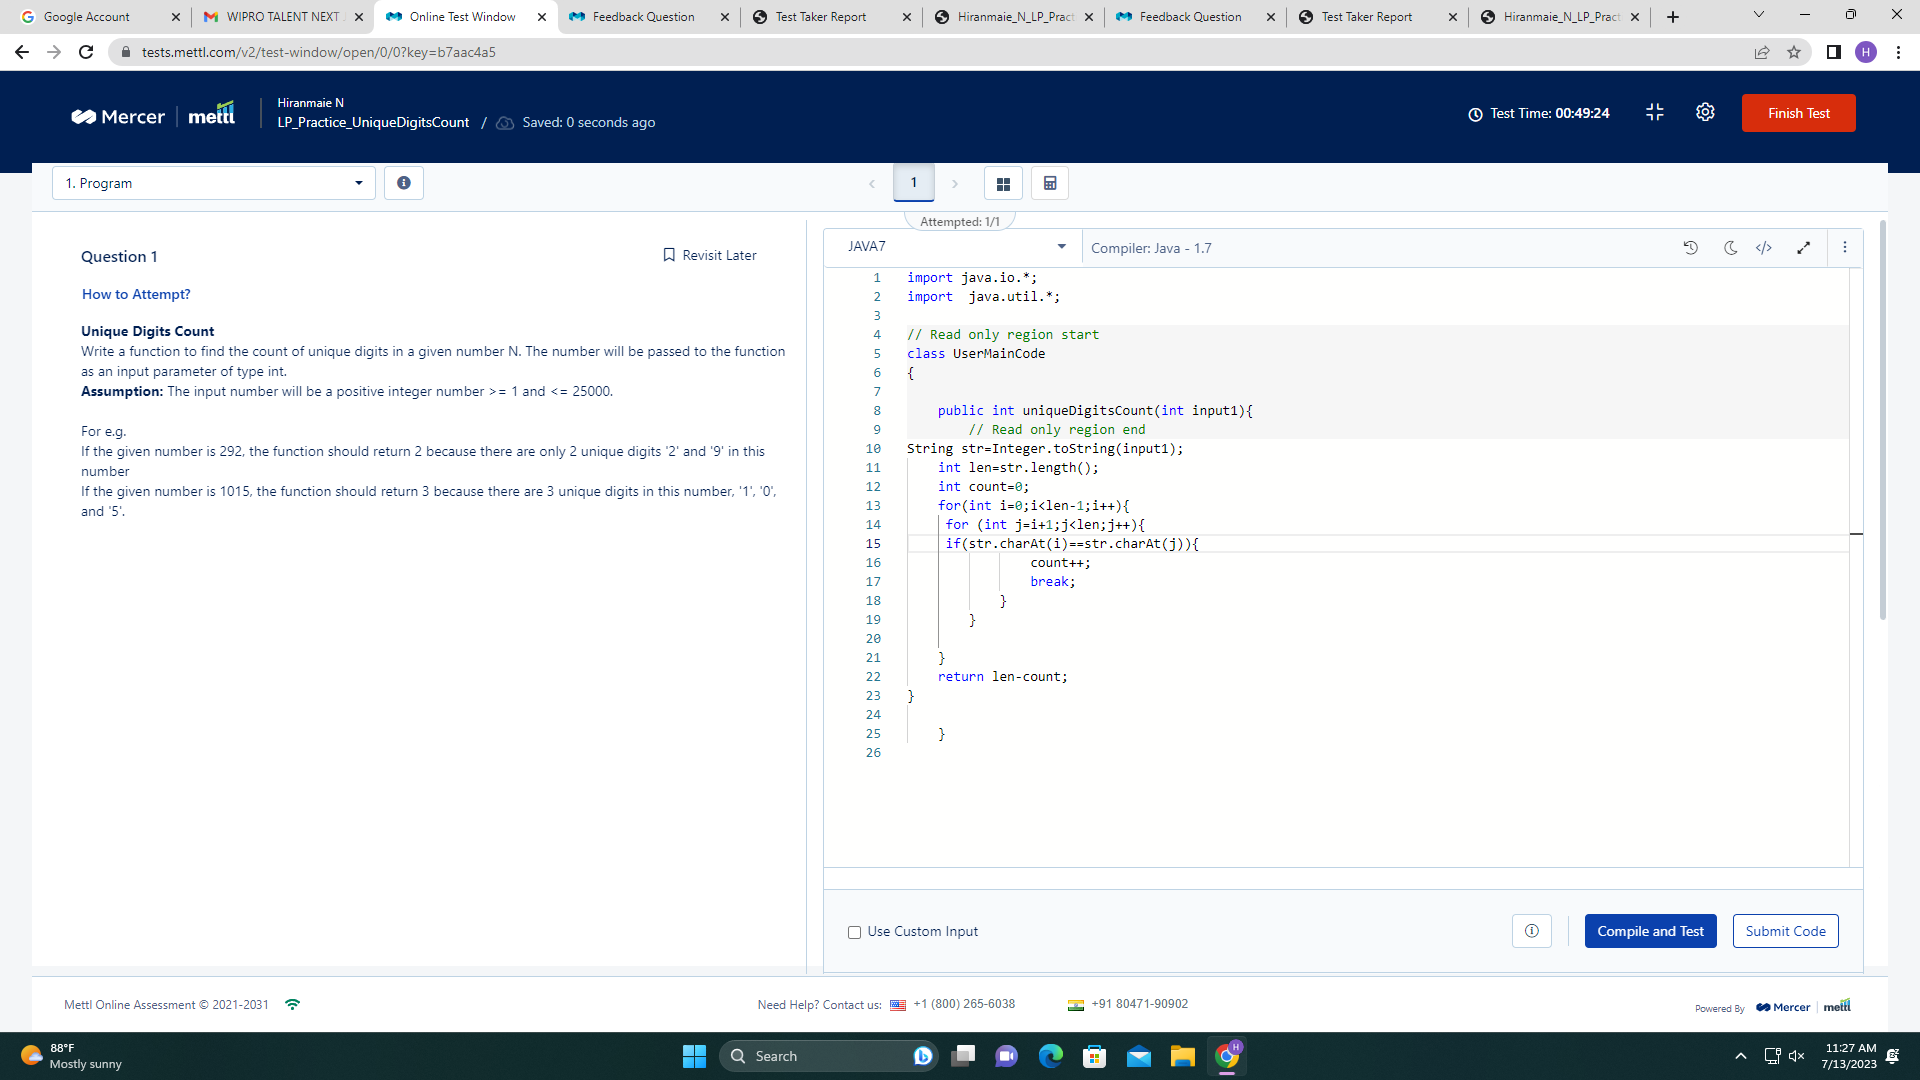 Google Account
WIPRO TALENT NEXT
Online Test Window
Feedback Question
Test Taker Report
Hiranmaie_N_LP_Pract
Feedback Question
Test Taker Report
Hiranmaie_N_LP_Pract
tests.mettl.com/v2/test-window/open/0/0?key=b7aac4a5
H
Mercer | mettl
Hiranmaie N
LP_Practice_UniqueDigitsCount / Saved: 0 seconds ago
Test Time: 00:49:24
Finish Test
1. Program
1
Attempted: 1/1
Question 1
Revisit Later
How to Attempt?
Unique Digits Count
Write a function to find the count of unique digits in a given number N. The number will be passed to the function
as an input parameter of type int.
Assumption: The input number will be a positive integer number >= 1 and <= 25000.
For e.g.
If the given number is 292, the function should return 2 because there are only 2 unique digits '2' and '9' in this
number
If the given number is 1015, the function should return 3 because there are 3 unique digits in this number, '1', '0',
and '5'.
JAVA7
Compiler: Java - 1.7
1 import java.io.*;
2 import  java.util.*;
3
4 // Read only region start
5 class UserMainCode
6 {
7
8     public int uniqueDigitsCount(int input1){
9         // Read only region end
10 String str=Integer.toString(input1);
11     int len=str.length();
12     int count=0;
13     for(int i=0;i<len-1;i++){
14      for (int j=i+1;j<len;j++){
15      if(str.charAt(i)==str.charAt(j)){
16                 count++;
17                 break;
18             }
19         }
20
21     }
22     return len-count;
23 }
24
25     }
26
Use Custom Input
Compile and Test
Submit Code
Mettl Online Assessment © 2021-2031
Need Help? Contact us: +1 (800) 265-6038
+91 80471-90902
Powered By Mercer | mettl
88°F
Mostly sunny
Search
H
11:27 AM
7/13/2023